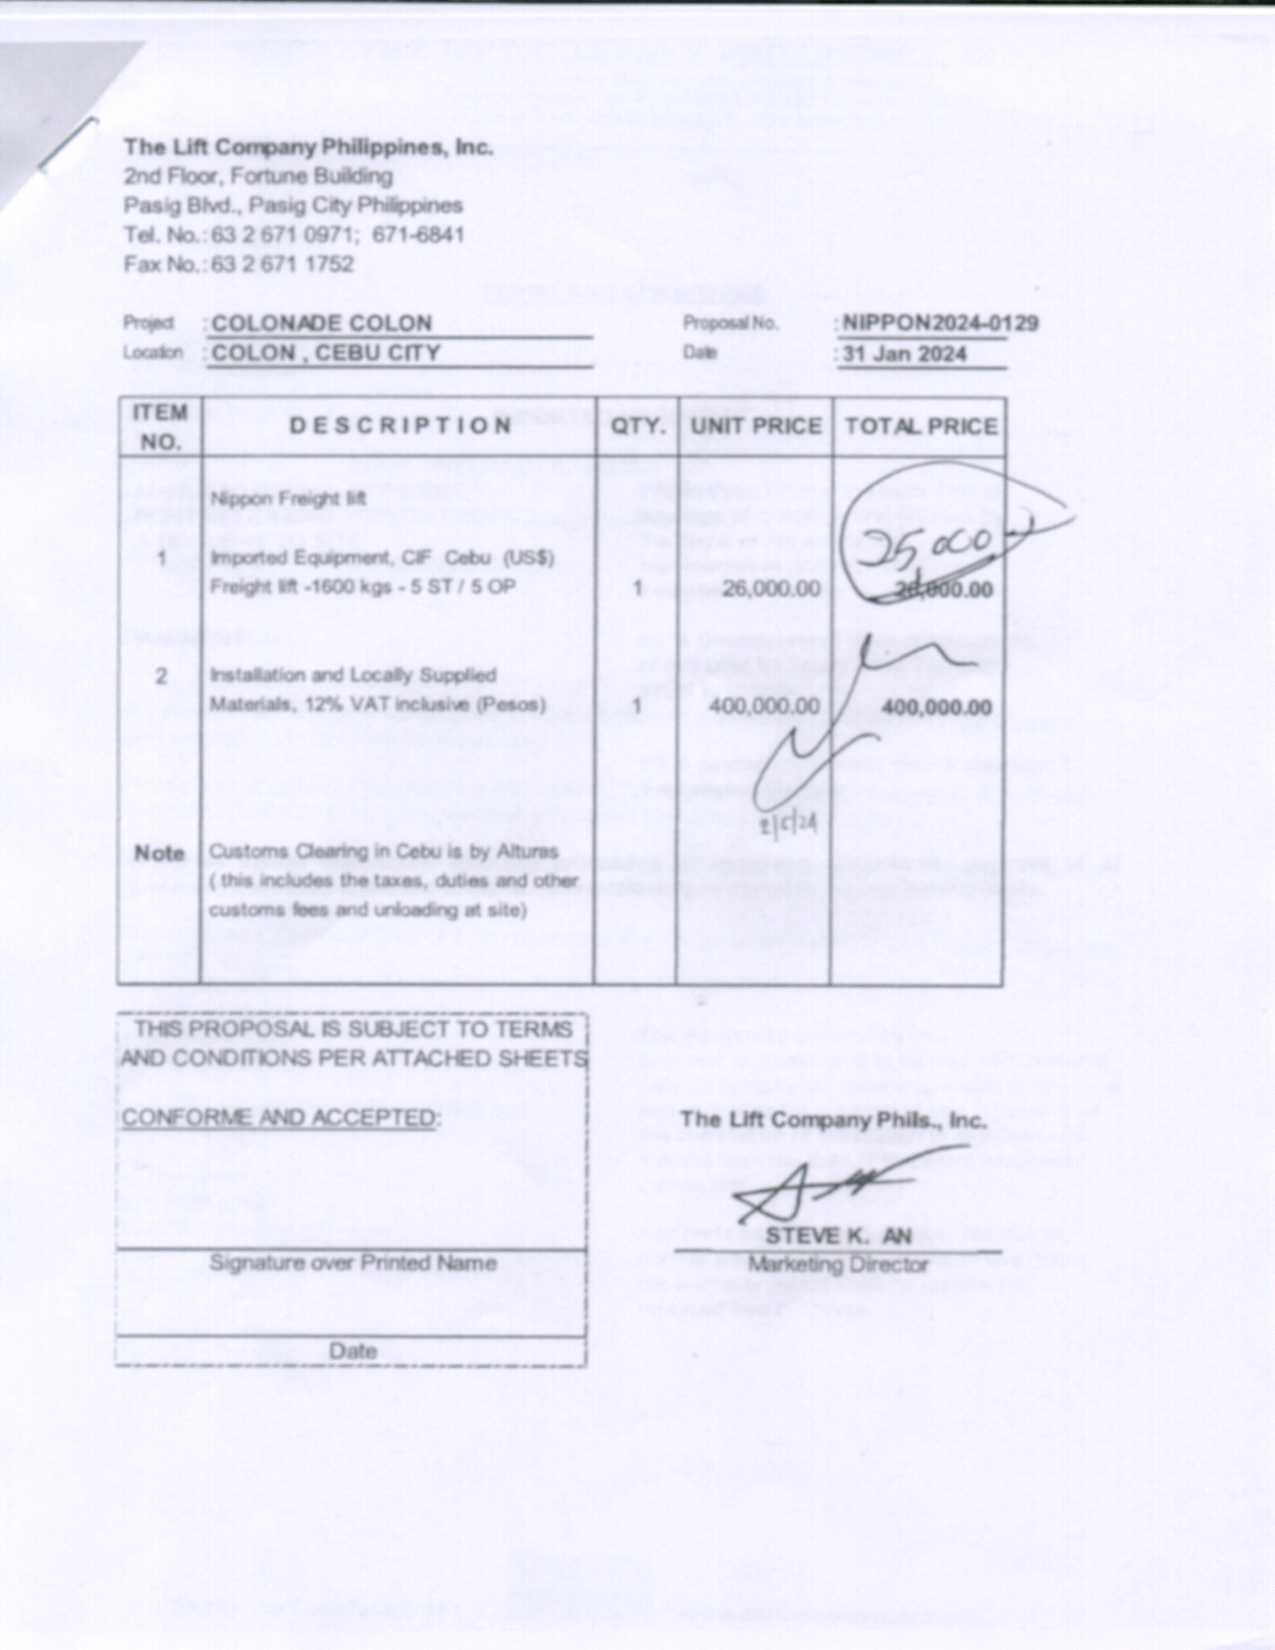 The Lift Company Philippines, Inc.
2nd Floor, Fortune Building
Pasig Blvd., Pasig City Philippines
Tel. No.: 63 2 671 0971; 671-6841
Fax No.: 63 2 671 1752
Project : COLONADE COLON Proposal No. : NIPPON2024-0129
Location : COLON , CEBU CITY Date : 31 Jan 2024
ITEM NO. DESCRIPTION QTY. UNIT PRICE TOTAL PRICE
Nippon Freight lift
25,000
1 Imported Equipment, CIF Cebu (US$)
Freight lift -1600 kgs - 5 ST / 5 OP 1 26,000.00 26,000.00
2 Installation and Locally Supplied
Materials, 12% VAT inclusive (Pesos) 1 400,000.00 400,000.00
Note Customs Clearing in Cebu is by Alturas
( this includes the taxes, duties and other
customs fees and unloading at site)
THIS PROPOSAL IS SUBJECT TO TERMS
AND CONDITIONS PER ATTACHED SHEETS
CONFORME AND ACCEPTED:
The Lift Company Phils., Inc.
STEVE K. AN
Signature over Printed Name Marketing Director
Date